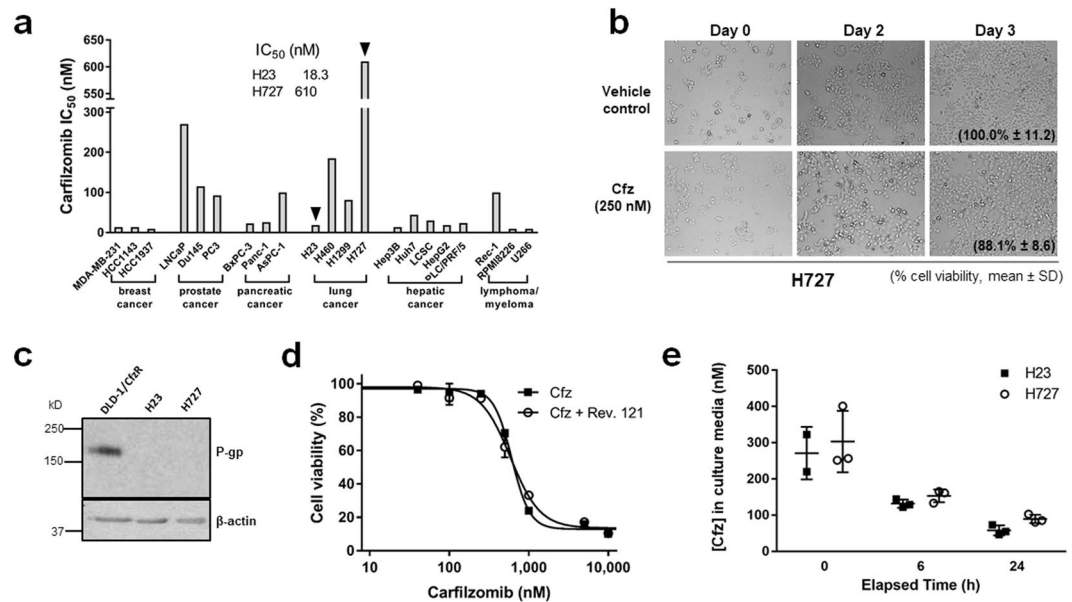 a
Carfilzomib IC50 (nM)
650
600
550
500
300
200
100
0
IC50 (nM)
H23 18.3
H727 610
MDA-MB-231
HCC1143
HCC1937
LNCaP
Du145
PC3
BxPC-3
Panc-1
AsPC-1
H23
H460
H1299
H727
Hep3B
Huh7
LCSC
HepG2
PLC/PRF/5
Rec-1
RPMI8226
U266
breast
cancer
prostate
cancer
pancreatic
cancer
lung
cancer
hepatic
cancer
lymphoma/
myeloma
b
Day 0 Day 2 Day 3
Vehicle
control
(100.0% ± 11.2)
Cfz
(250 nM)
(88.1% ± 8.6)
H727
(% cell viability, mean ± SD)
c
DLD-1/CfzR
H23
H727
kD
250
150
37
P-gp
β-actin
d
Cell viability (%)
100
80
60
40
20
0
Cfz
Cfz + Rev. 121
10 100 1,000 10,000
Carfilzomib (nM)
e
[Cfz] in culture media (nM)
500
400
300
200
100
0
H23
H727
0 6 24
Elapsed Time (h)